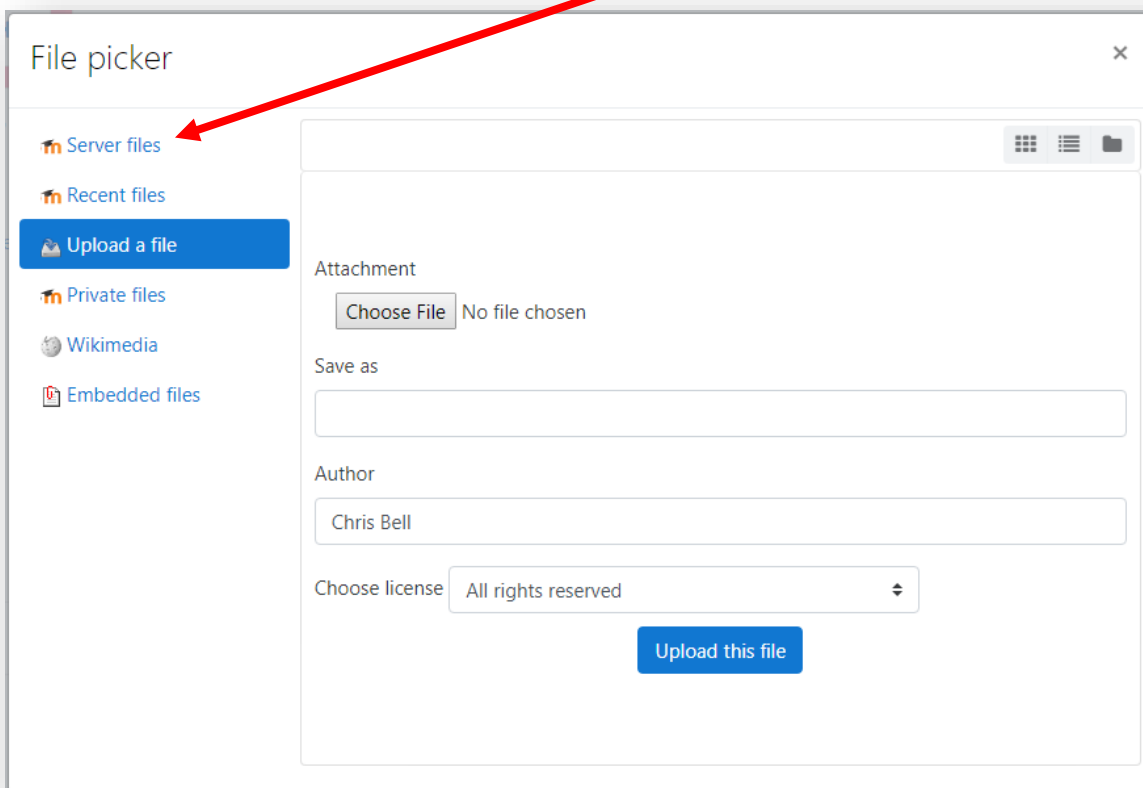 File picker
×
Server files
Recent files
Upload a file
Private files
Wikimedia
Embedded files
Attachment
Choose File No file chosen
Save as
Author
Chris Bell
Choose license All rights reserved
Upload this file